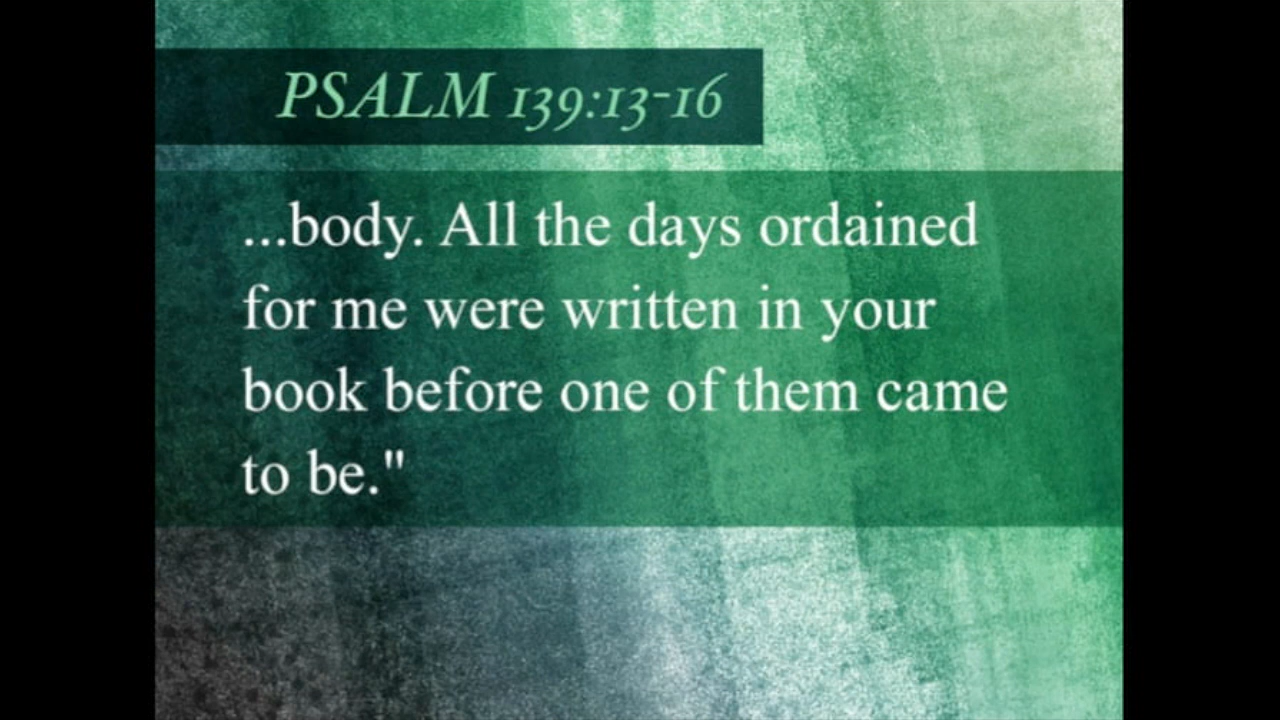 PSALM 139:13-16
...body. All the days ordained
for me were written in your
book before one of them came
to be."